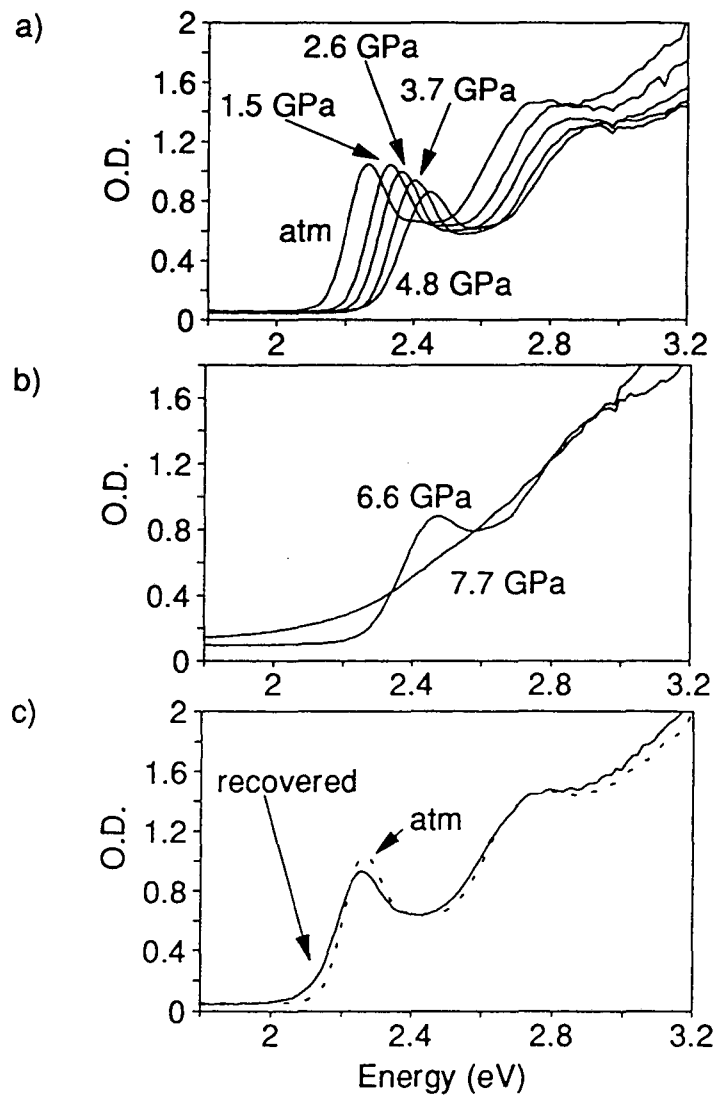 a)
2
2.6 GPa
1.6
3.7 GPa
1.5 GPa
1.2
O.D.
0.8
atm
0.4
4.8 GPa
0
2 2.4 2.8 3.2
b)
1.6
1.2
O.D.
6.6 GPa
0.8
7.7 GPa
0.4
0
2 2.4 2.8 3.2
c)
2
1.6
recovered
atm
1.2
O.D.
0.8
0.4
0
2 2.4 2.8 3.2
Energy (eV)